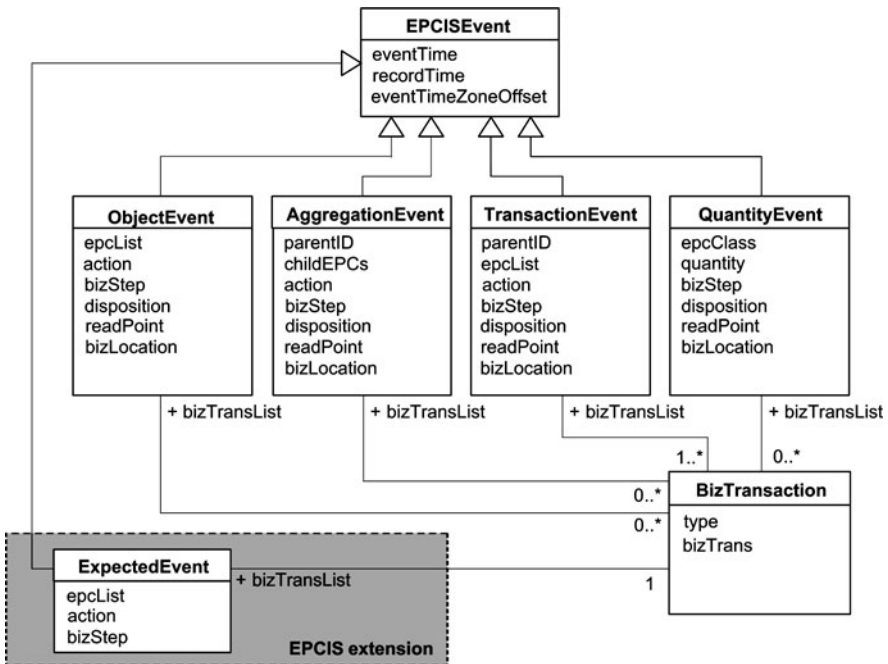 EPCISEvent
eventTime
recordTime
eventTimeZoneOffset
ObjectEvent
epcList
action
bizStep
disposition
readPoint
bizLocation
AggregationEvent
parentID
childEPCs
action
bizStep
disposition
readPoint
bizLocation
TransactionEvent
parentID
epcList
action
bizStep
disposition
readPoint
bizLocation
QuantityEvent
epcClass
quantity
bizStep
disposition
readPoint
bizLocation
+ bizTransList
+ bizTransList
+ bizTransList
+ bizTransList
1..*
0..*
0..*
0..*
BizTransaction
type
bizTrans
ExpectedEvent
epcList
action
bizStep
+ bizTransList
1
EPCIS extension